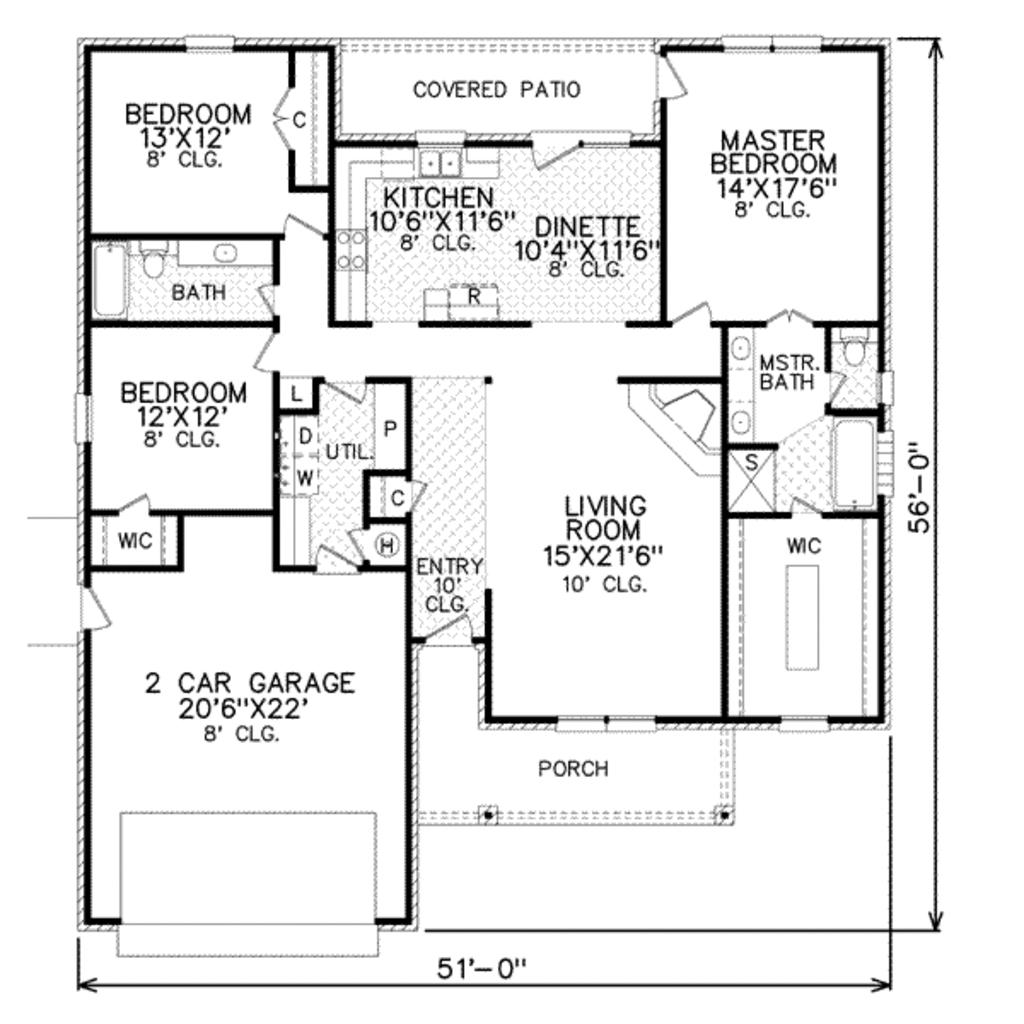 COVERED PATIO
BEDROOM
13'X12'
8' CLG.
C
MASTER
BEDROOM
14'X17'6"
8' CLG.
KITCHEN
10'6"X11'6"
8' CLG.
DINETTE
10'4"X11'6"
8' CLG.
BATH
R
MSTR.
BATH
BEDROOM
12'X12'
8' CLG.
L
D
W
UTIL.
P
C
S
LIVING
ROOM
15'X21'6"
10' CLG.
56'-0"
WIC
H
ENTRY
10'
CLG.
WIC
2 CAR GARAGE
20'6"X22'
8' CLG.
PORCH
51'-0"